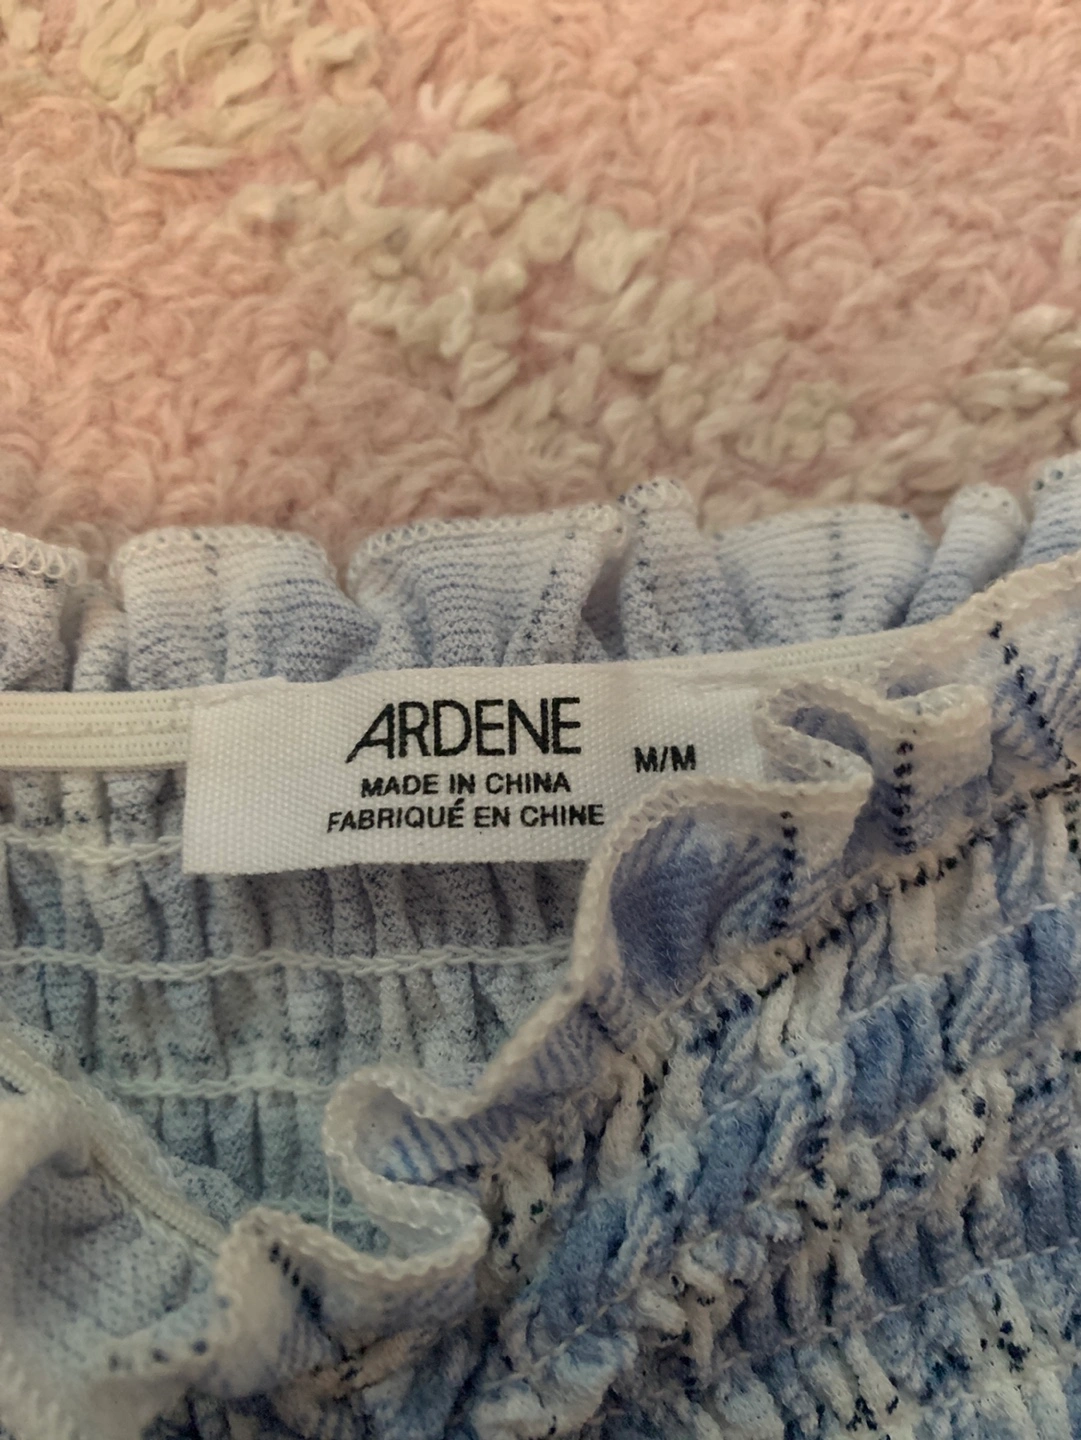 ARDENE
M/M
MADE IN CHINA
FABRIQUÉ EN CHINE